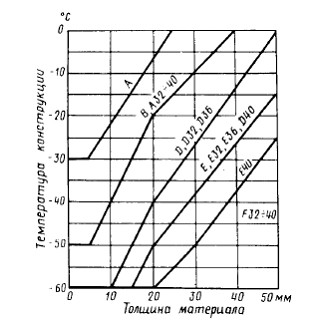 °C
0
-10
-20
-30
-40
-50
-60
Температура конструкции
A
B, A32÷40
D, D32, D36
E, E32, E36, D40
E40
F32÷40
0 10 20 30 40 50 мм
Толщина материала